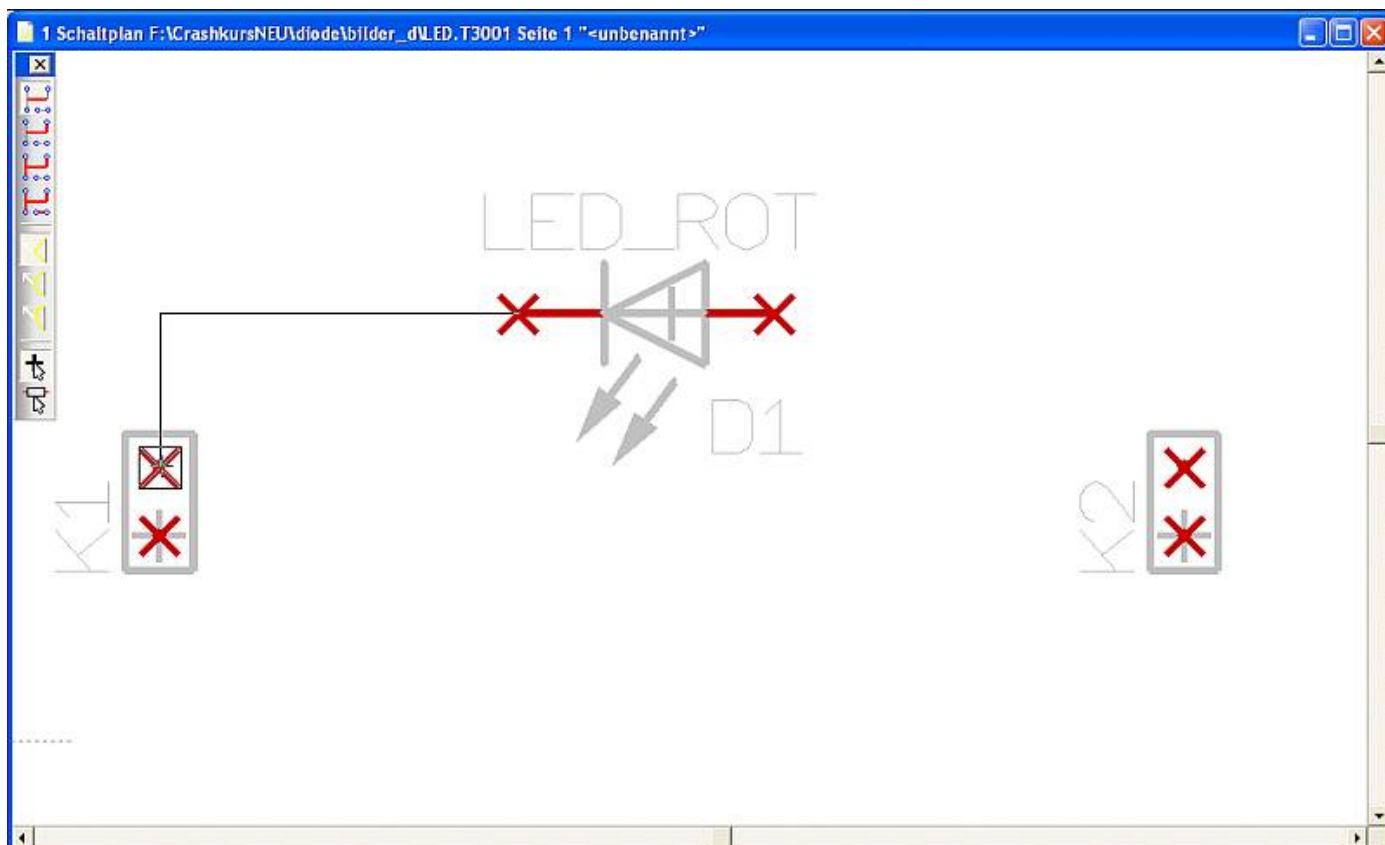 1 Schaltplan F:\CrashkursNEU\diode\bilder_d\LED.T3001 Seite 1 "<unbenannt>"
LED_ROT
D1
K1
K2